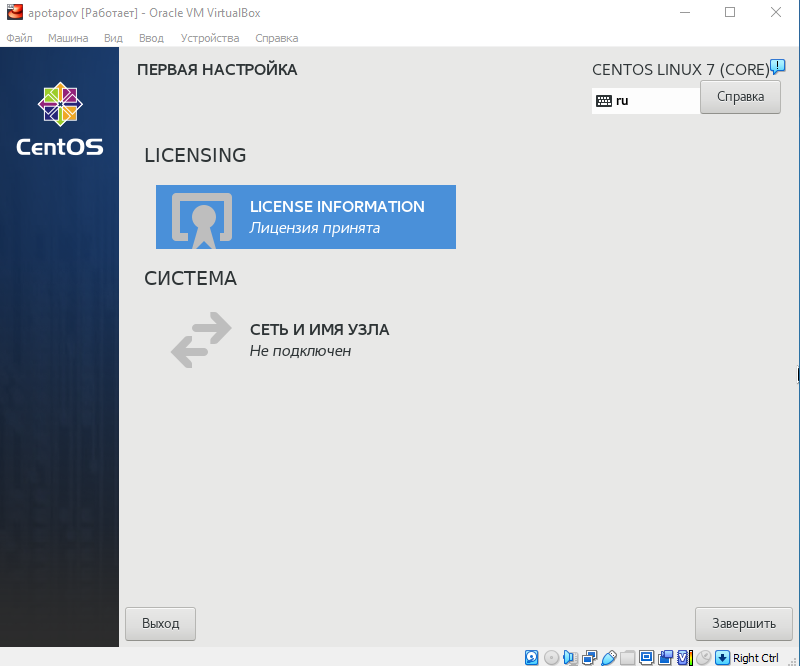 apotapov [Работает] - Oracle VM VirtualBox
Файл Машина Вид Ввод Устройства Справка
CentOS
ПЕРВАЯ НАСТРОЙКА
CENTOS LINUX 7 (CORE)
ru
Справка
LICENSING
LICENSE INFORMATION
Лицензия принята
СИСТЕМА
СЕТЬ И ИМЯ УЗЛА
Не подключен
Выход
Завершить
Right Ctrl